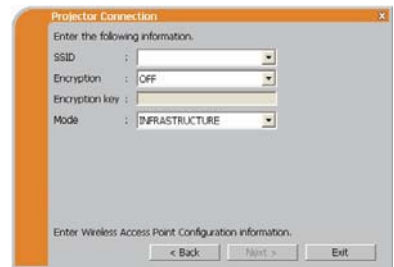 Projector Connection X
Enter the following information.
SSID :
Encryption : OFF
Encryption key :
Mode : INFRASTRUCTURE
Enter Wireless Access Point Configuration information.
< Back Next > Exit